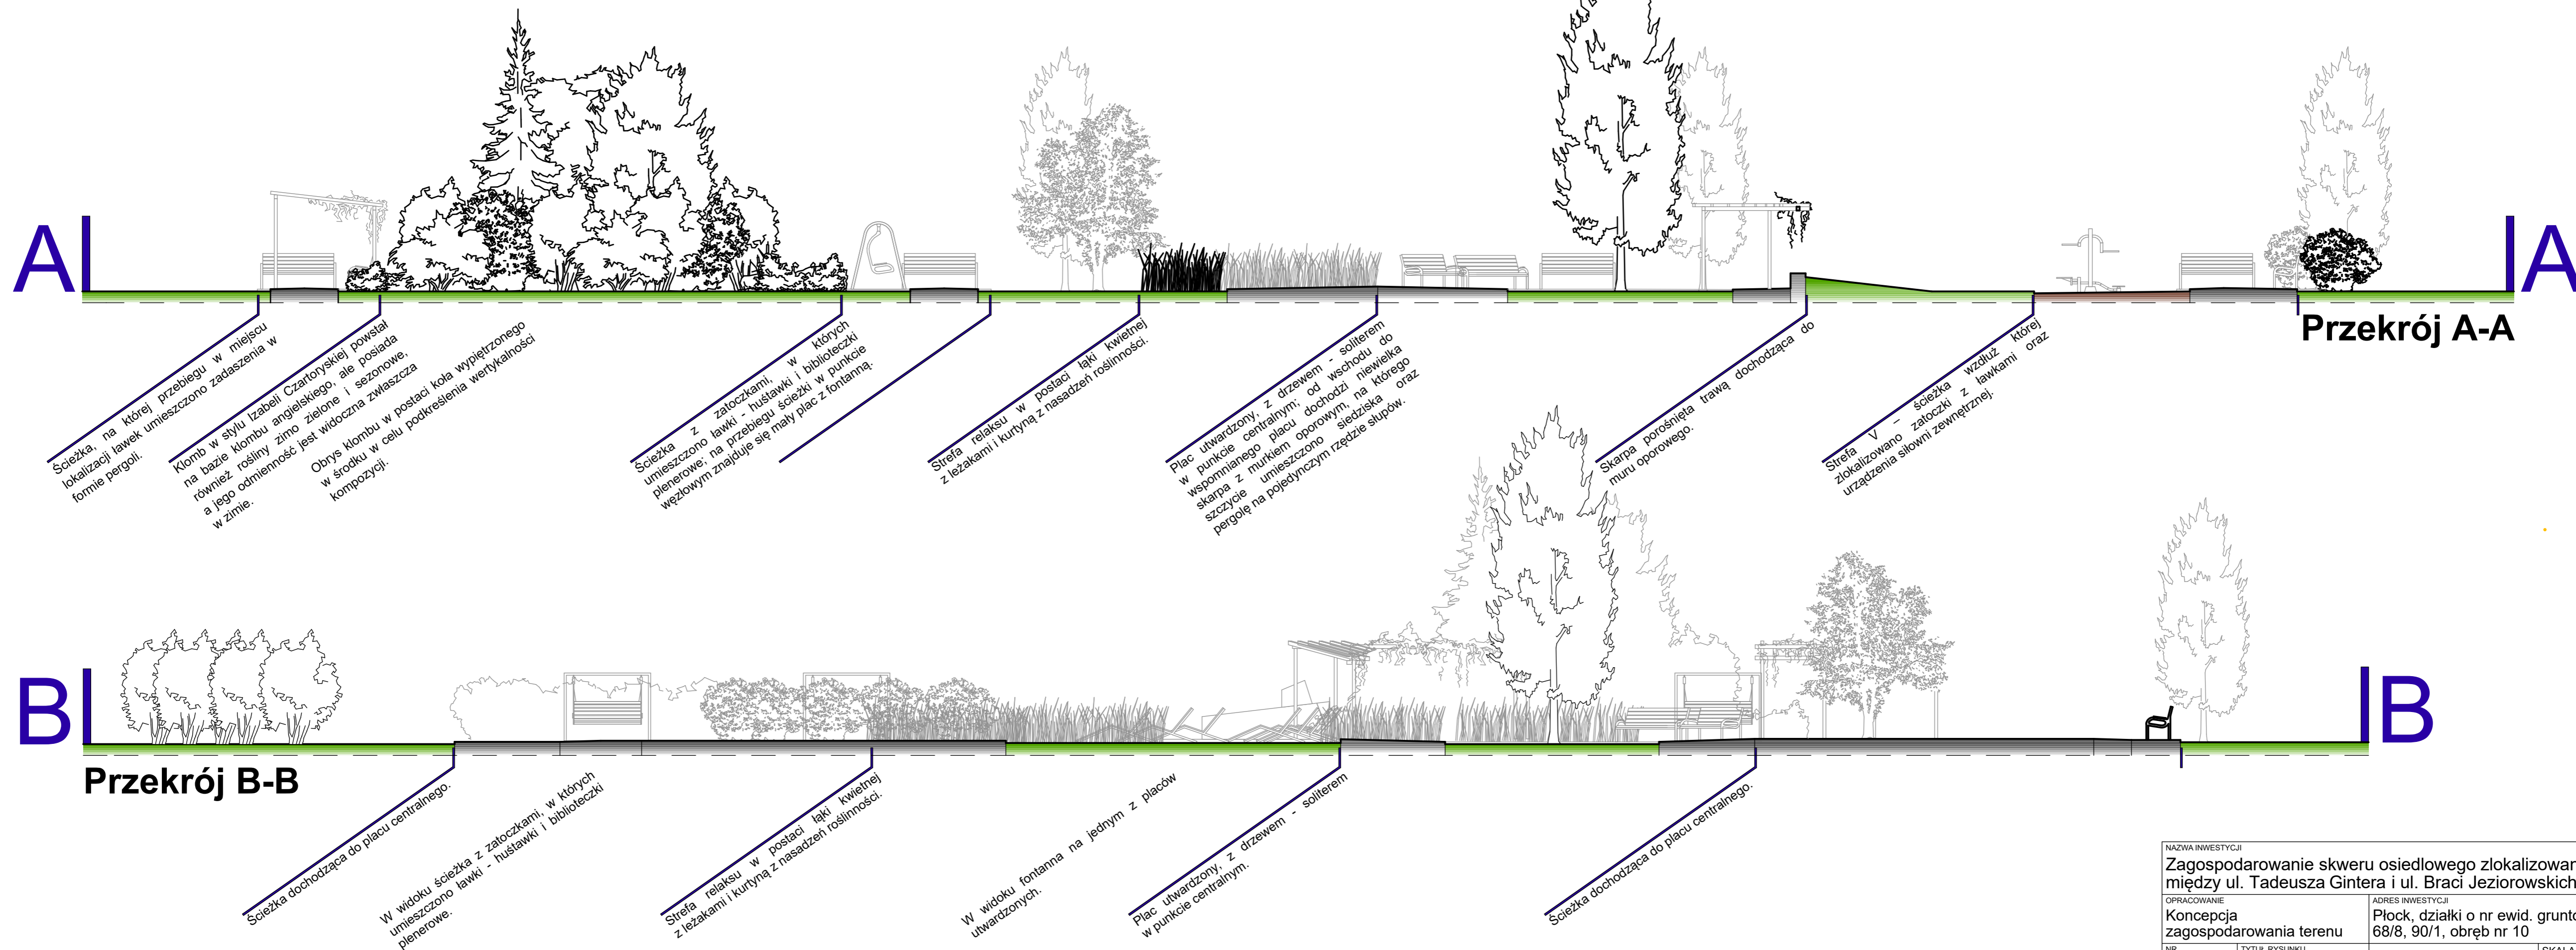 A
A
Przekrój A-A
Ścieżka, na której przebiegu w miejscu
lokalizacji ławek umieszczono zadaszenia w
formie pergoli.
Klomb w stylu Izabeli Czartoryskiej powstał
na bazie klombu angielskiego, ale posiada
również rośliny zimo zielone i sezonowe,
a jego odmienność jest widoczna zwłaszcza
w zimie.
Obrys klombu w postaci koła wypiętrzonego
w środku w celu podkreślenia wertykalności
kompozycji.
Ścieżka z zatoczkami, w których
umieszczono ławki - huśtawki i biblioteczki
plenerowe; na przebiegu ścieżki w punkcie
węzłowym znajduje się mały plac z fontanną.
Strefa relaksu w postaci łąki kwietnej
z leżakami i kurtyną z nasadzeń roślinności.
Plac utwardzony, z drzewem - soliterem
w punkcie centralnym; od wschodu do
wspomnianego placu dochodzi niewielka
skarpa z murkiem oporowym, na którego
szczycie umieszczono siedziska oraz
pergolę na pojedynczym rzędzie słupów.
Skarpa porośnięta trawą dochodząca do
muru oporowego.
Strefa V – ścieżka wzdłuż której
zlokalizowano zatoczki z ławkami oraz
urządzenia siłowni zewnętrznej.
B
B
Przekrój B-B
Ścieżka dochodząca do placu centralnego.
W widoku ścieżka z zatoczkami, w których
umieszczono ławki - huśtawki i biblioteczki
plenerowe.
Strefa relaksu w postaci łąki kwietnej
z leżakami i kurtyną z nasadzeń roślinności.
W widoku fontanna na jednym z placów
utwardzonych.
Plac utwardzony, z drzewem - soliterem
w punkcie centralnym.
Ścieżka dochodząca do placu centralnego.
NAZWA INWESTYCJI
Zagospodarowanie skweru osiedlowego
między ul. Tadeusza Gintera i ul. Braci Jeziorowskich
OPRACOWANIE
Koncepcja
zagospodarowania terenu
ADRES INWESTYCJI
Płock, działki o nr ewid.
68/8, 90/1, obręb nr 10
NR
TYTUŁ RYSUNKU
SKALA